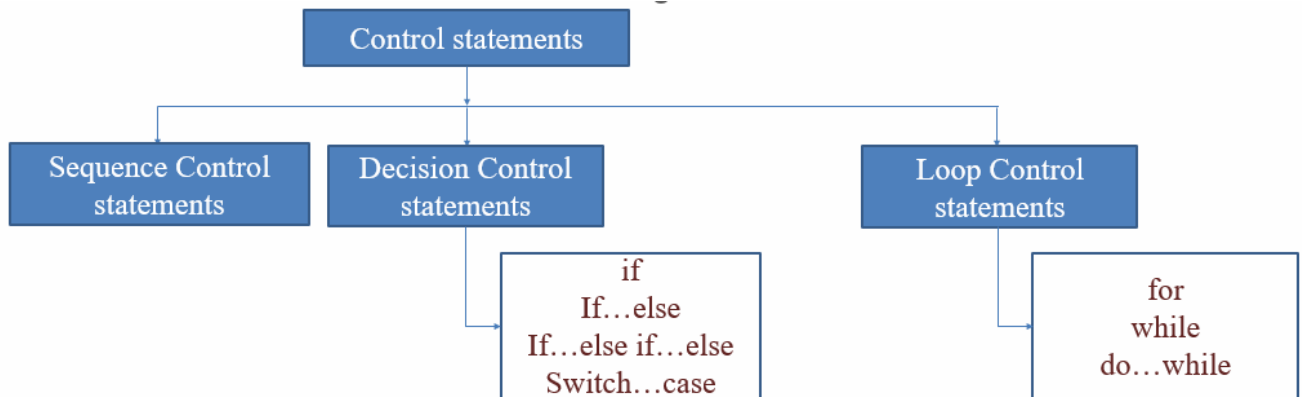 Control statements
Sequence Control
statements
Decision Control
statements
Loop Control
statements
if
If…else
If…else if…else
Switch…case
for
while
do…while